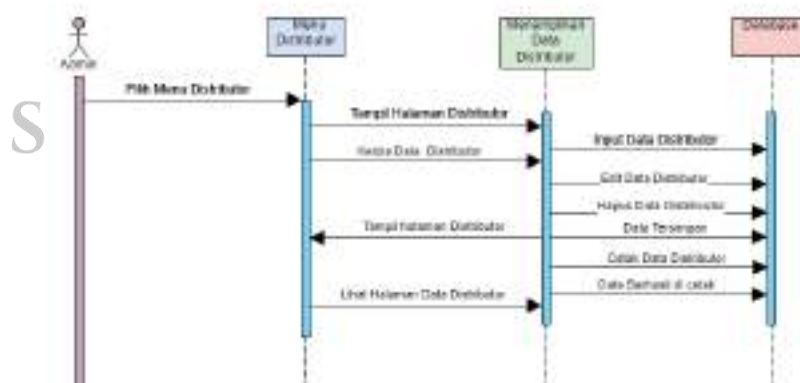 Menu
Distributor
Menampilkan
Data
Distributor
Database
Admin
Pilih Menu Distributor
S
Tampil Halaman Distributor
Input Data Distributor
Kelola Data Distributor
Edit Data Distributor
Hapus Data Distributor
Tampil halaman Distributor
Data Tersimpan
Cetak Data Distributor
Data Berhasil di cetak
Lihat Halaman Data Distributor